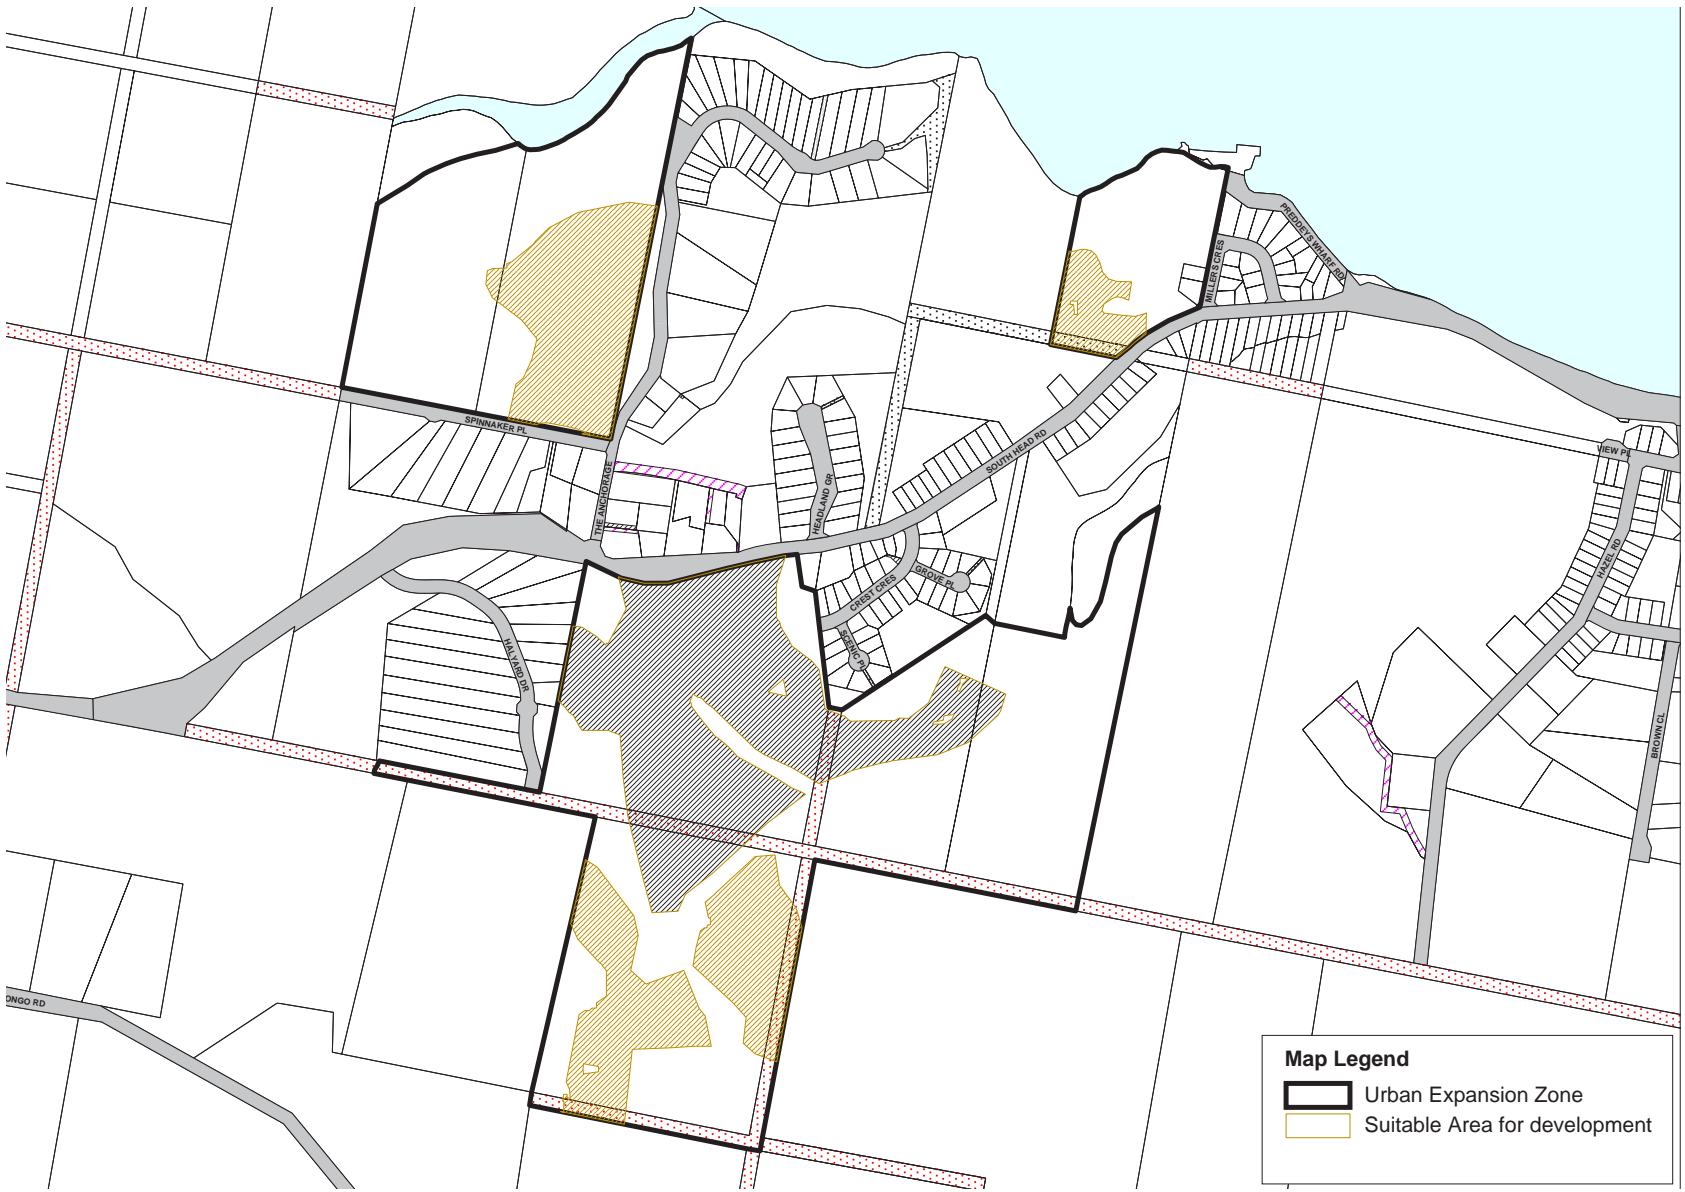 PREDDEYS WHARF RD
MILLERS CRES
SPINNAKER PL
SOUTH HEAD RD
VIEW PL
THE ANCHORAGE
HEADLAND GR
HAZEL RD
GROVE PL
CREST CRES
SCENIC PL
HALYARD DR
BROWN CL
ONGO RD
Map Legend
Urban Expansion Zone
Suitable Area for development